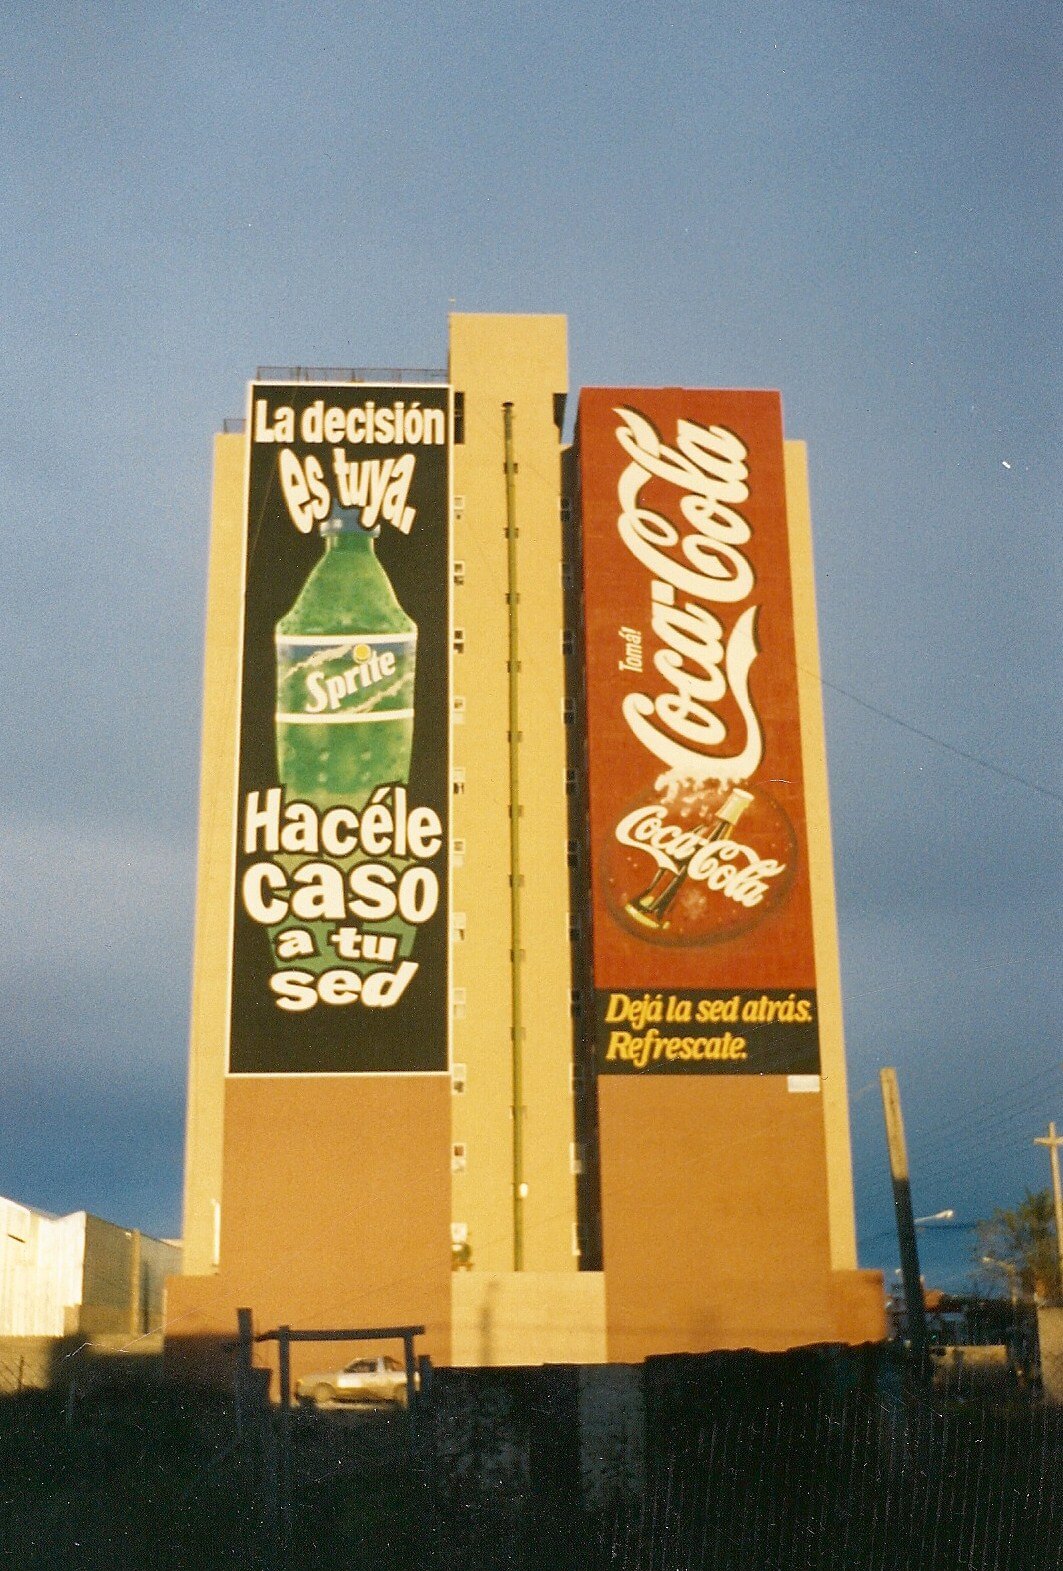 La decisión
es tuya.
Sprite
Hacéle
caso
a tu
sed
Tomá!
Coca-Cola
Coca-Cola
Dejá la sed atrás.
Refrescate.